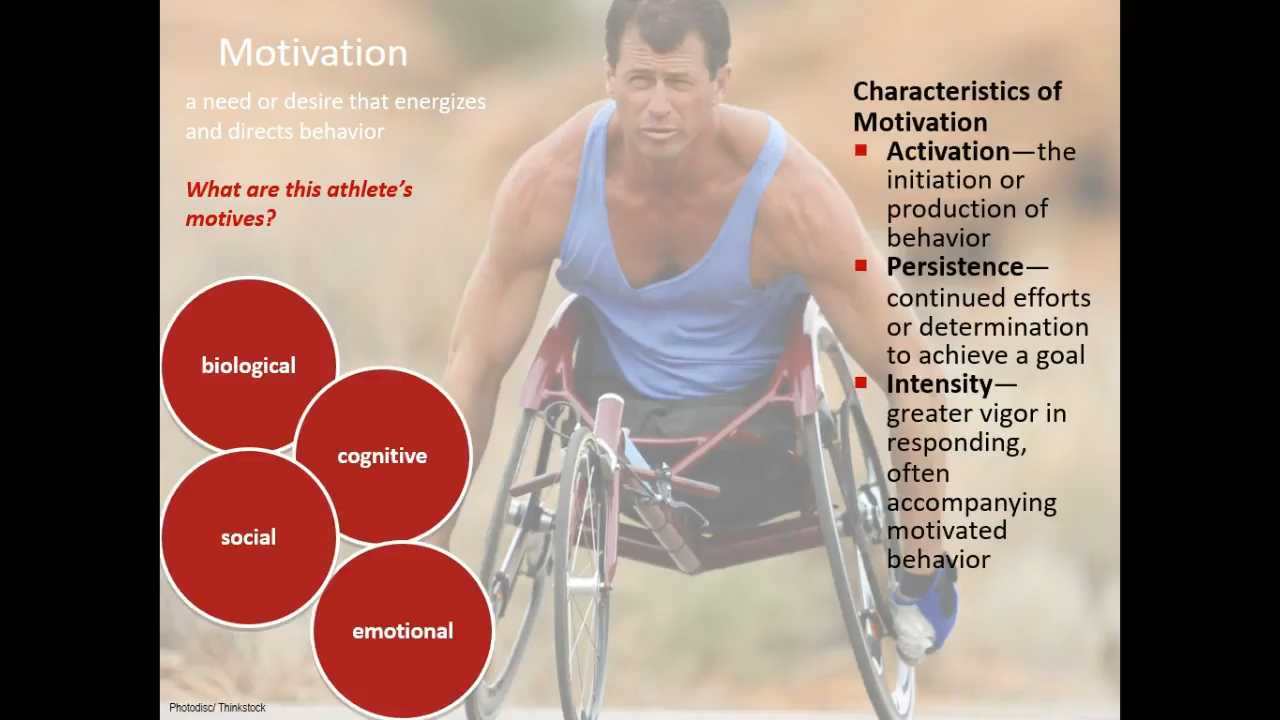 Motivation
a need or desire that energizes
and directs behavior
What are this athlete's
motives?
biological
cognitive
social
emotional
Characteristics of
Motivation
▪ Activation—the
initiation or
production of
behavior
▪ Persistence—
continued efforts
or determination
to achieve a goal
▪ Intensity—
greater vigor in
responding,
often
accompanying
motivated
behavior
Photodisc/ Thinkstock